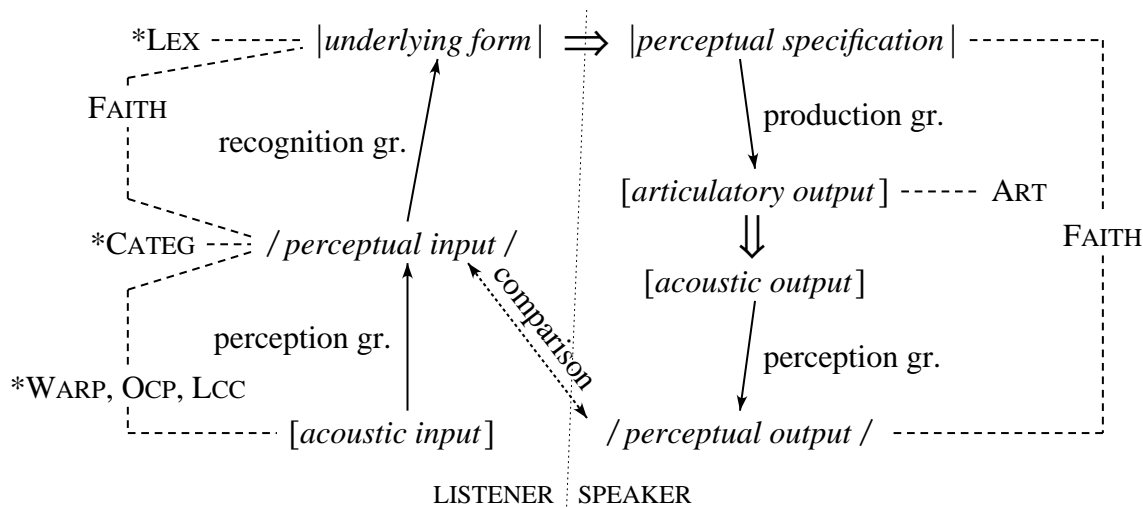 *LEX |underlying form| ⇒ |perceptual specification|
FAITH
production gr.
recognition gr.
[articulatory output] ART
*CATEG /perceptual input/
FAITH
[acoustic output]
comparison
perception gr.
perception gr.
*WARP, OCP, LCC
[acoustic input] /perceptual output/
LISTENER SPEAKER